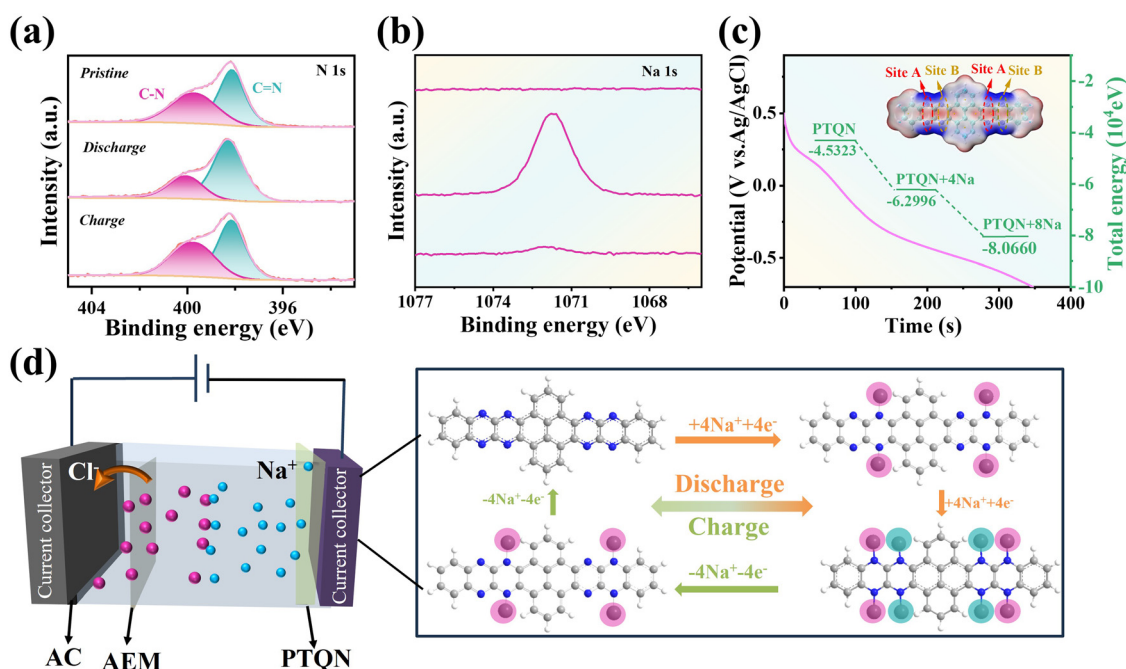 (a)
N 1s
Pristine
C-N
C=N
Discharge
Charge
Intensity (a.u.)
404
400
396
Binding energy (eV)
(b)
Na 1s
Intensity (a.u.)
1077
1074
1071
1068
Binding energy (eV)
(c)
Site A
Site B
Site A
Site B
PTQN
-4.5323
PTQN+4Na
-6.2996
PTQN+8Na
-8.0660
Potential (V vs.Ag/AgCl)
0.5
0.0
-0.5
0
100
200
300
400
Time (s)
-2
-4
-6
-8
-10
Total energy (10⁴eV)
(d)
Current collector
Cl⁻
Na⁺
Current collector
AC
AEM
PTQN
+4Na⁺+4e⁻
-4Na⁺-4e⁻
Discharge
Charge
+4Na⁺+4e⁻
-4Na⁺-4e⁻